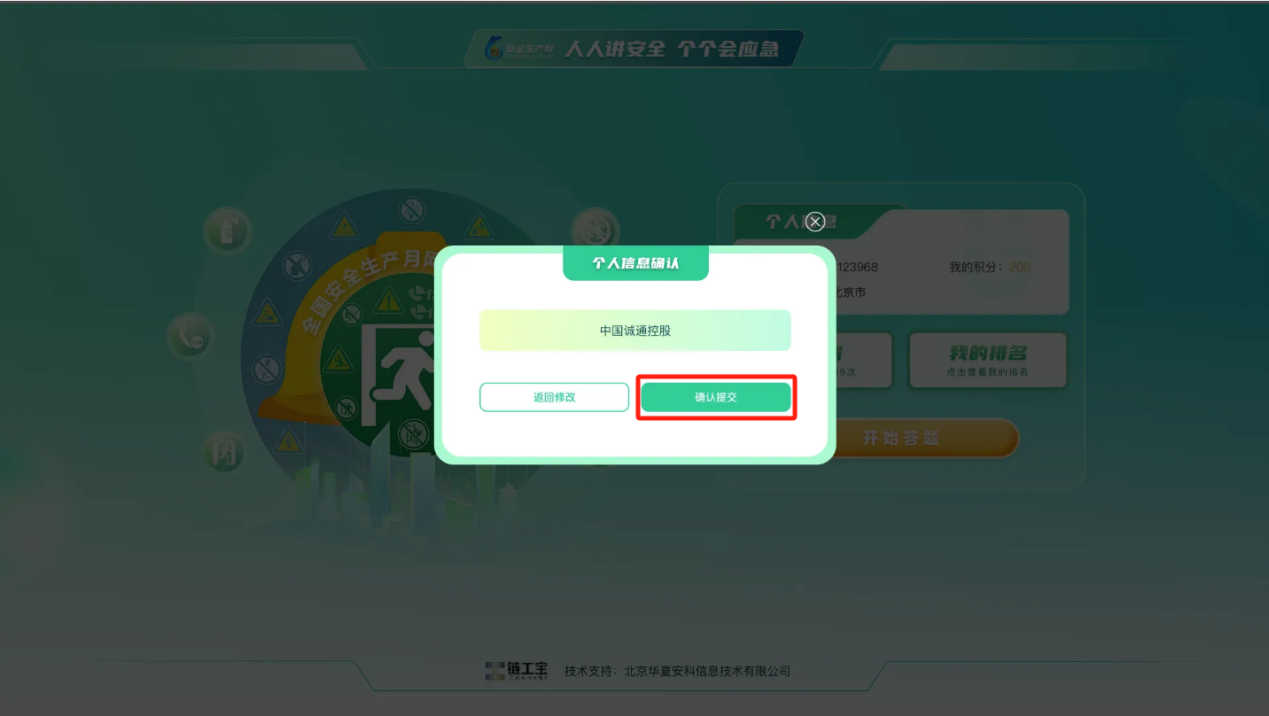 安全生产月 人人讲安全 个个会应急
全国安全生产月网
个人信息
123968
我的积分：200
北京市
个人信息确认
中国诚通控股
返回修改
确认提交
6次
我的排名
点击查看我的排名
开始答题
链工宝
技术支持：北京华夏安科信息技术有限公司